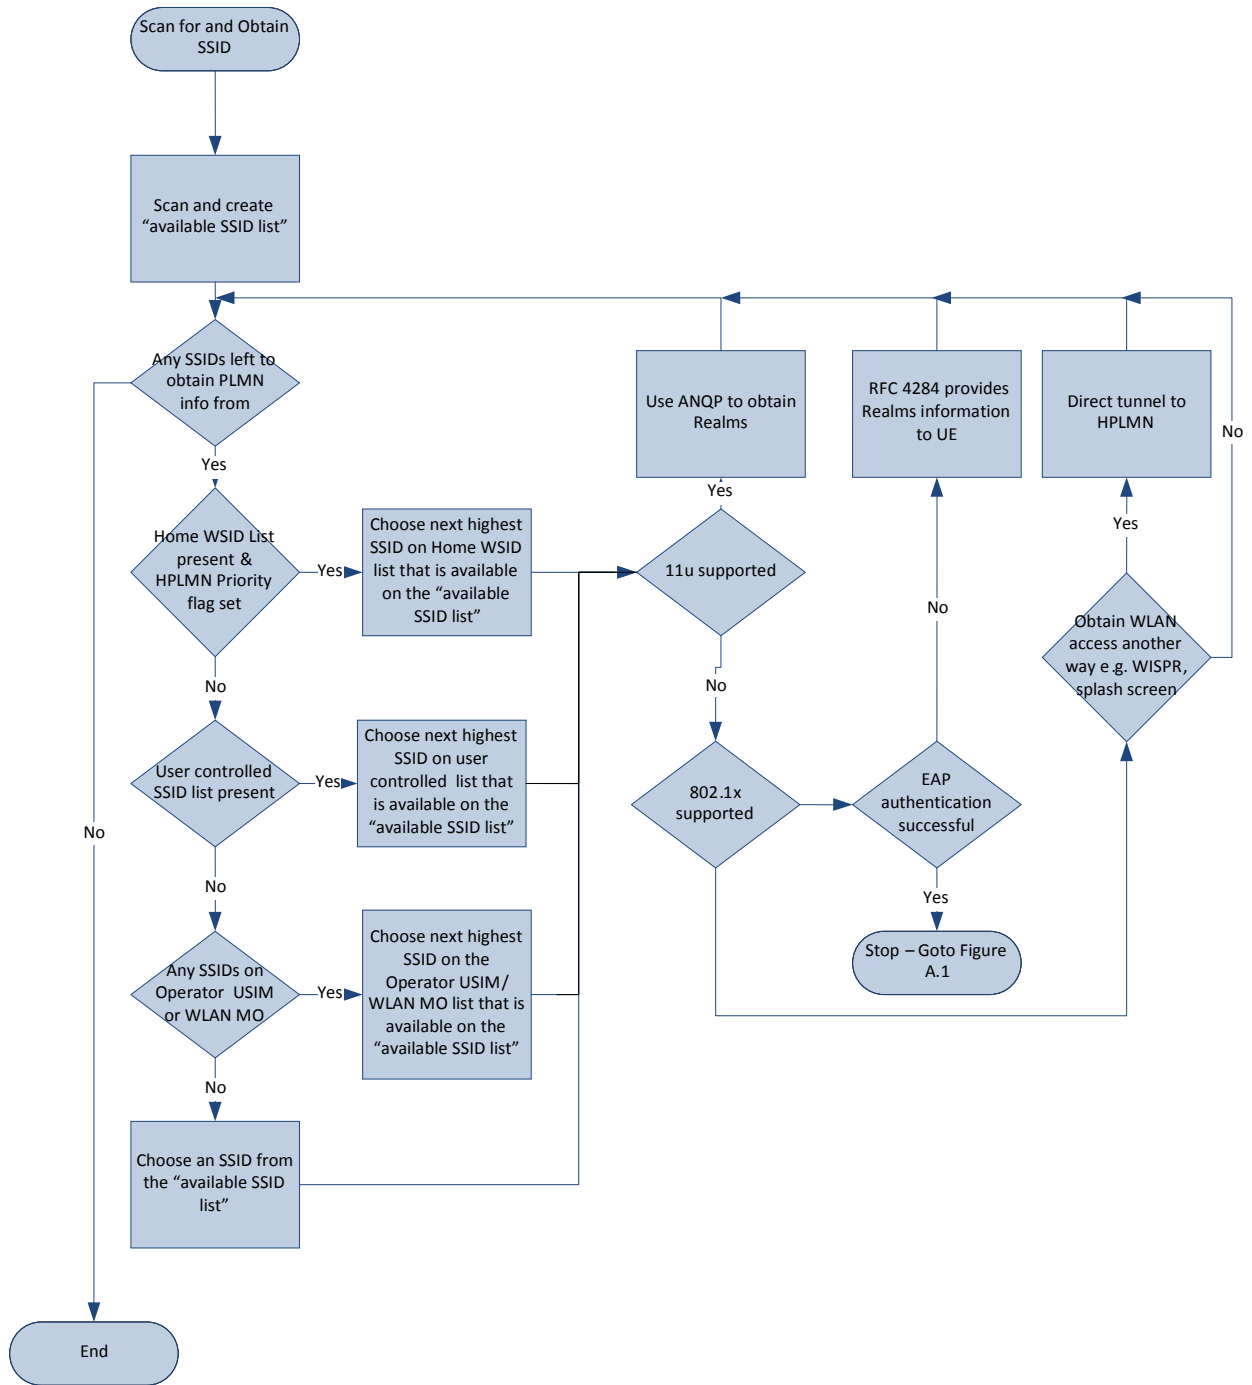 Scan for and Obtain
SSID
Scan and create
“available SSID list”
Any SSIDs left to
obtain PLMN
info from
Yes
No
Home WSID List
present &
HPLMN Priority
flag set
Yes
No
Choose next highest
SSID on Home WSID
list that is available
on the “available
SSID list”
User controlled
SSID list present
Yes
No
Choose next highest
SSID on user
controlled list that
is available on the
“available SSID list”
Any SSIDs on
Operator USIM
or WLAN MO
Yes
No
Choose next highest
SSID on the
Operator USIM/
WLAN MO list that is
available on the
“available SSID list”
Choose an SSID from
the “available SSID
list”
End
Use ANQP to obtain
Realms
Yes
11u supported
No
802.1x
supported
RFC 4284 provides
Realms information
to UE
No
EAP
authentication
successful
Yes
Stop – Goto Figure
A.1
Direct tunnel to
HPLMN
Yes
No
Obtain WLAN
access another
way e.g. WISPR,
splash screen